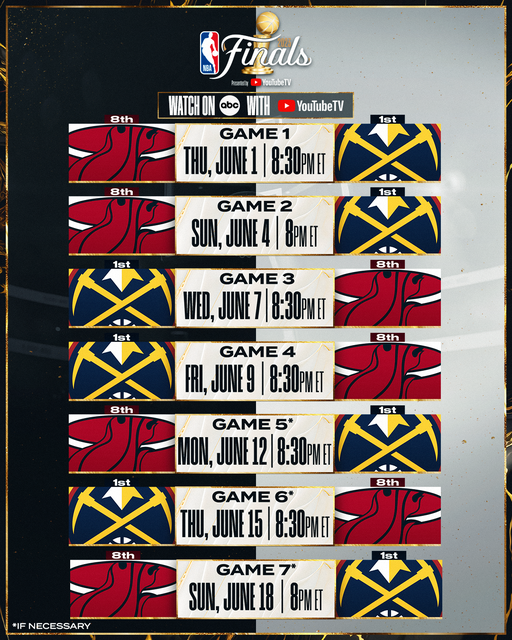 NBA
Finals
Presented by YouTubeTV
WATCH ON abc WITH YouTubeTV
8th 1st
GAME 1
THU, JUNE 1 | 8:30PM ET
8th 1st
GAME 2
SUN, JUNE 4 | 8PM ET
1st 8th
GAME 3
WED, JUNE 7 | 8:30PM ET
1st 8th
GAME 4
FRI, JUNE 9 | 8:30PM ET
8th 1st
GAME 5*
MON, JUNE 12 | 8:30PM ET
1st 8th
GAME 6*
THU, JUNE 15 | 8:30PM ET
8th 1st
GAME 7*
SUN, JUNE 18 | 8PM ET
*IF NECESSARY